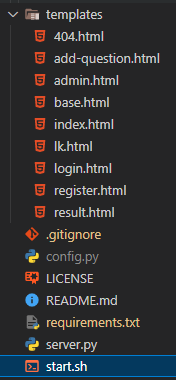 templates
404.html
add-question.html
admin.html
base.html
index.html
lk.html
login.html
register.html
result.html
.gitignore
config.py
LICENSE
README.md
requirements.txt
server.py
start.sh